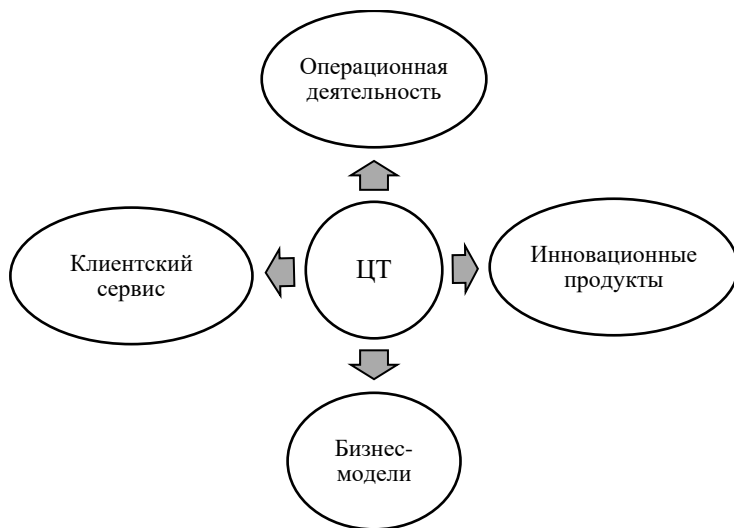 Операционная
деятельность
Клиентский
сервис
ЦТ
Инновационные
продукты
Бизнес-
модели